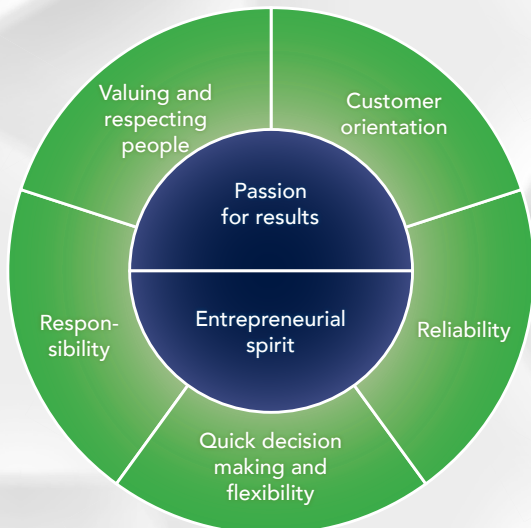 Valuing and
respecting
people
Customer
orientation
Passion
for results
Entrepreneurial
spirit
Respon-
sibility
Reliability
Quick decision
making and
flexibility